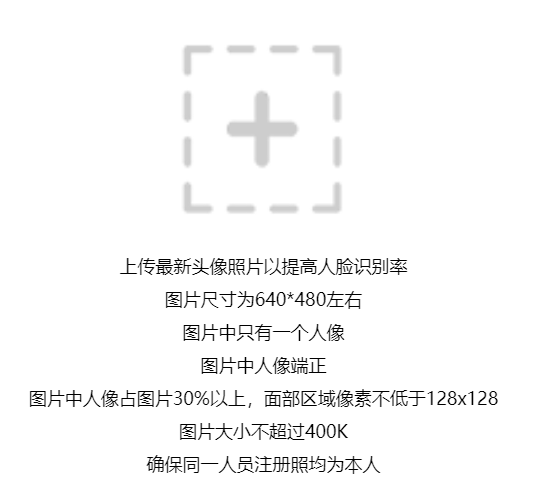 上传最新头像照片以提高人脸识别率
图片尺寸为640*480左右
图片中只有一个人像
图片中人像端正
图片中人像占图片30%以上，面部区域像素不低于128x128
图片大小不超过400K
确保同一人员注册照均为本人